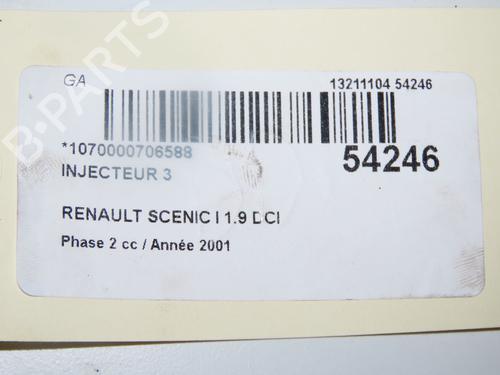 GA
13211104 54246
*1070000706588
54246
INJECTEUR 3
RENAULT SCENIC I 1.9 DCI
Phase 2 cc / Année 2001
B-PARTS